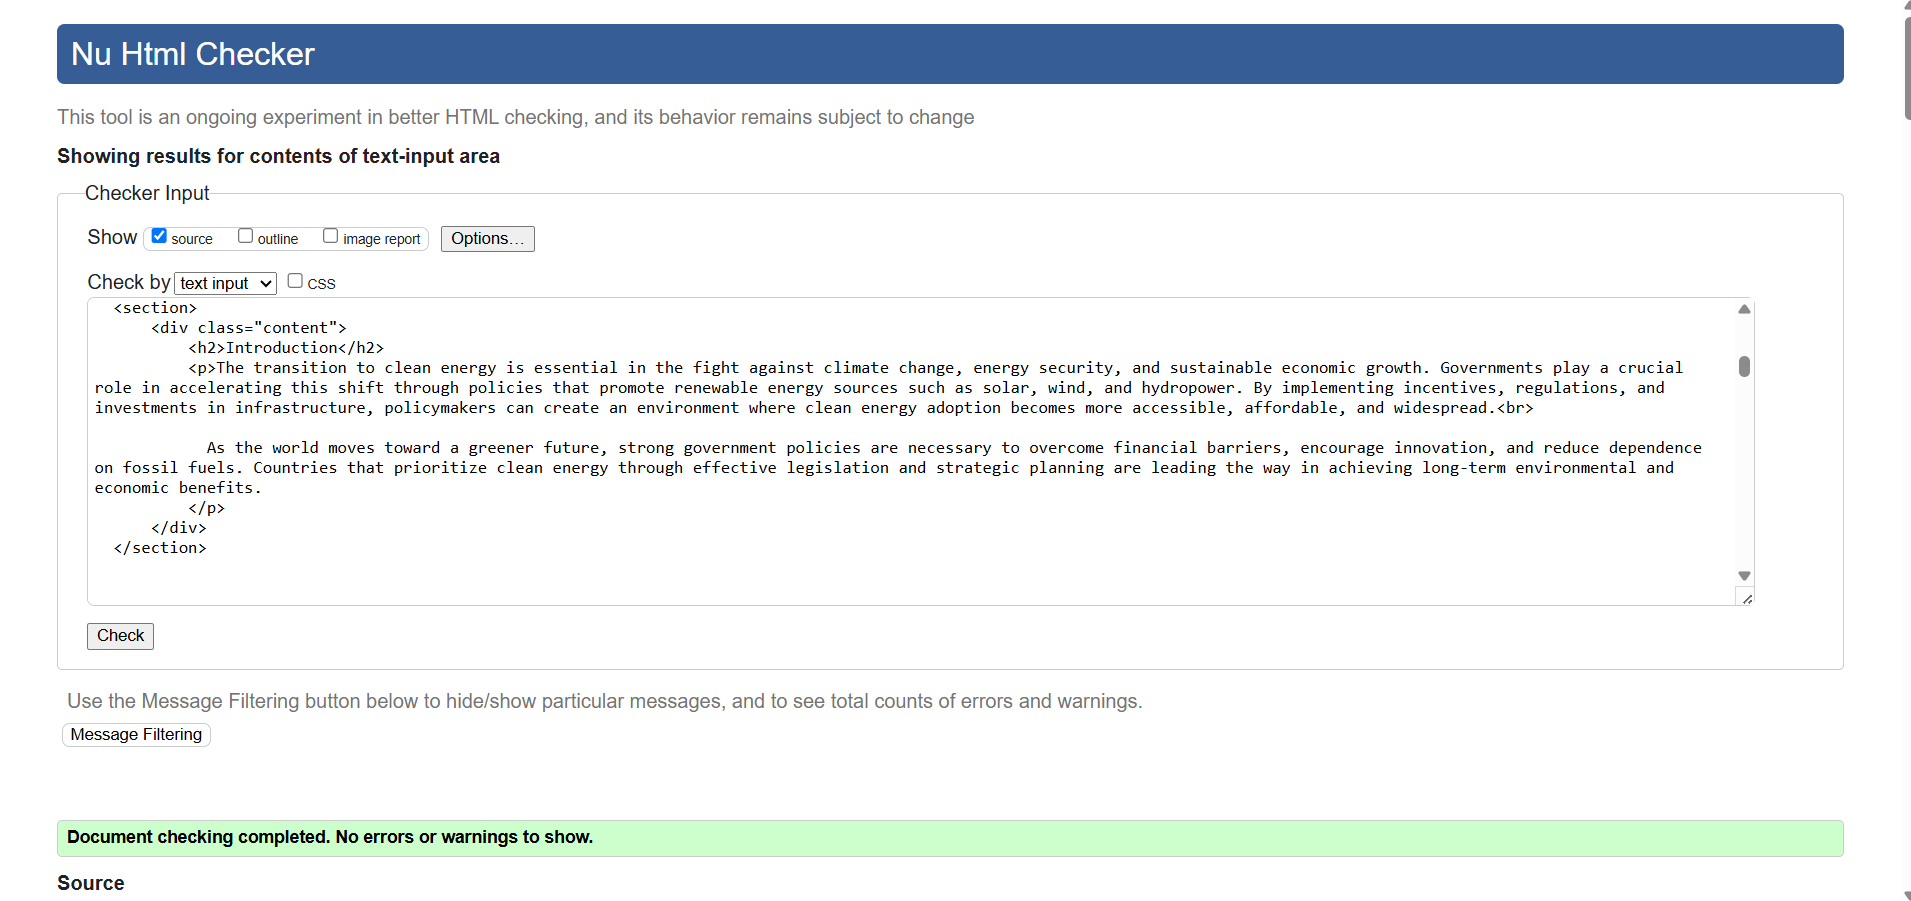 Nu Html Checker
This tool is an ongoing experiment in better HTML checking, and its behavior remains subject to change
Showing results for contents of text-input area
Checker Input
Show source outline image report Options...
Check by text input CSS
<section>
<div class="content">
<h2>Introduction</h2>
<p>The transition to clean energy is essential in the fight against climate change, energy security, and sustainable economic growth. Governments play a crucial
role in accelerating this shift through policies that promote renewable energy sources such as solar, wind, and hydropower. By implementing incentives, regulations, and
investments in infrastructure, policymakers can create an environment where clean energy adoption becomes more accessible, affordable, and widespread.<br>
As the world moves toward a greener future, strong government policies are necessary to overcome financial barriers, encourage innovation, and reduce dependence
on fossil fuels. Countries that prioritize clean energy through effective legislation and strategic planning are leading the way in achieving long-term environmental and
economic benefits.
</p>
</div>
</section>
Check
Use the Message Filtering button below to hide/show particular messages, and to see total counts of errors and warnings.
Message Filtering
Document checking completed. No errors or warnings to show.
Source